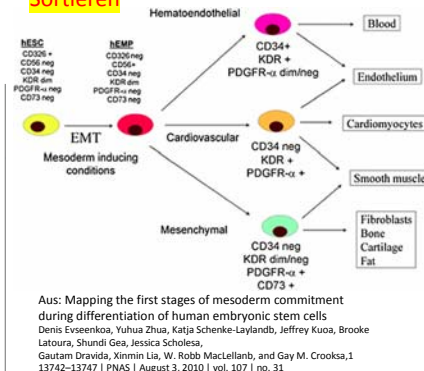 Sortieren
Hematoendothelial
Blood
hESC
CD326 +
CD56 neg
CD34 neg
KDR dim
PDGFR-α neg
CD73 neg
hEMP
CD326neg
CD56+
CD34 neg
KDR dim
PDGFR-α neg
CD73 neg
CD34+
KDR +
PDGFR-α dim/neg
Endothelium
EMT
Cardiovascular
Cardiomyocytes
Mesoderm inducing
conditions
CD34 neg
KDR +
PDGFR-α +
Smooth muscle
Mesenchymal
CD34 neg
KDR dim/neg
PDGFR-α +
CD73 +
Fibroblasts
Bone
Cartilage
Fat
Aus: Mapping the first stages of mesoderm commitment
during differentiation of human embryonic stem cells
Denis Evseenkoa, Yuhua Zhua, Katja Schenke-Laylandb, Jeffrey Kuoa, Brooke
Latoura, Shundi Gea, Jessica Scholesa,
Gautam Dravida, Xinmin Lia, W. Robb MacLellanb, and Gay M. Crooksa,1
13742–13747 | PNAS | August 3, 2010 | vol. 107 | no. 31